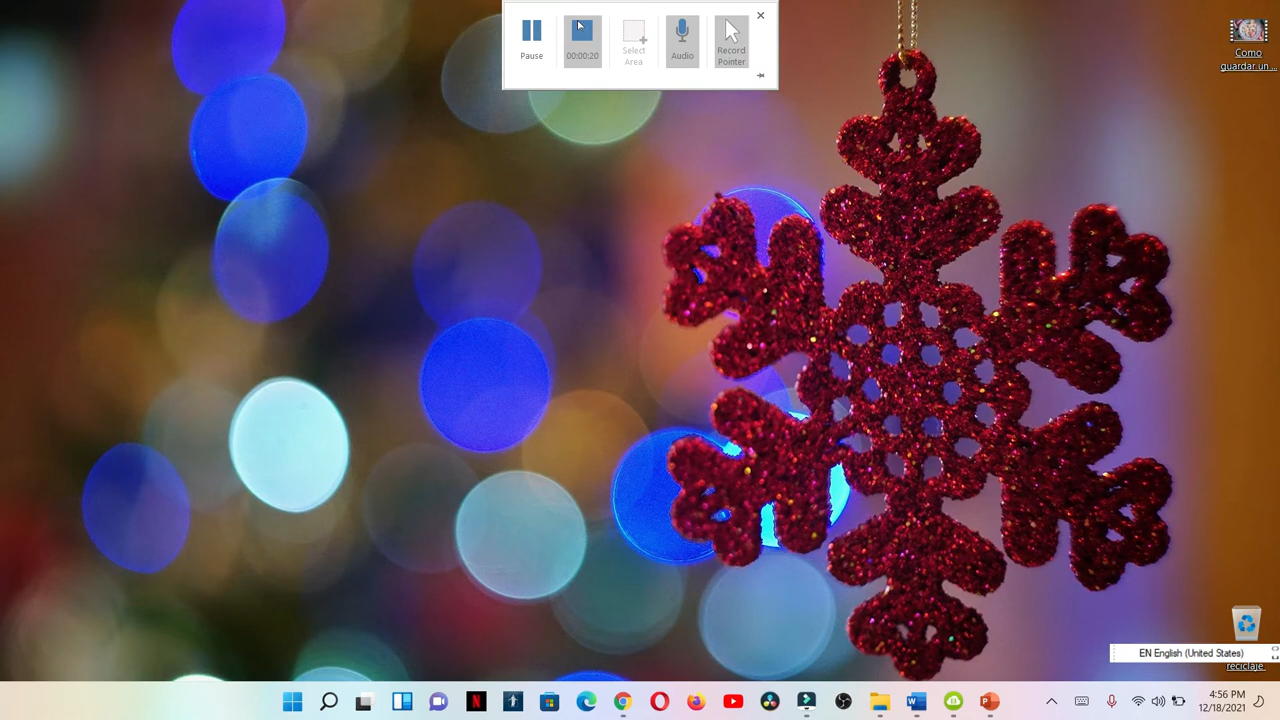 Pause
00:00:20
Select
Area
Audio
Record
Pointer
Como
guardar.un ...
EN English (United States)
reciclaje
4:56 PM
12/18/2021